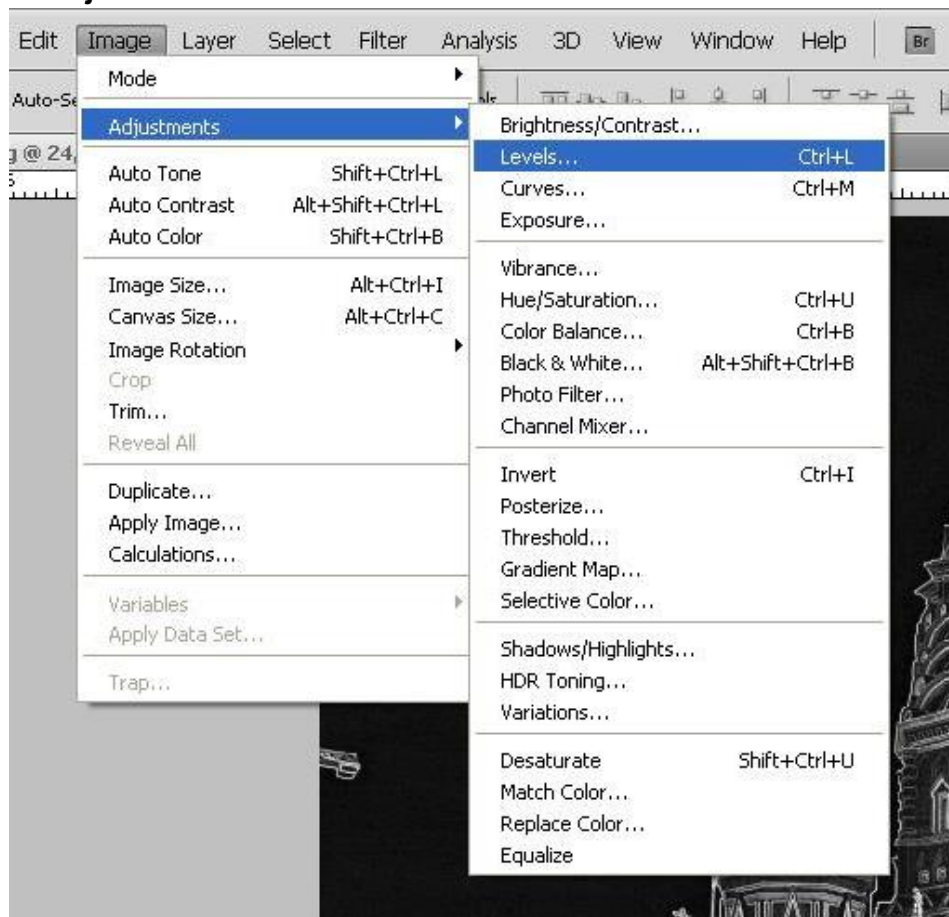 Edit Image Layer Select Filter Analysis 3D View Window Help Br
Auto-Se
@ 24,
Mode
Adjustments
Auto Tone Shift+Ctrl+L
Auto Contrast Alt+Shift+Ctrl+L
Auto Color Shift+Ctrl+B
Image Size... Alt+Ctrl+I
Canvas Size... Alt+Ctrl+C
Image Rotation
Crop
Trim...
Reveal All
Duplicate...
Apply Image...
Calculations...
Variables
Apply Data Set...
Trap...
Brightness/Contrast...
Levels... Ctrl+L
Curves... Ctrl+M
Exposure...
Vibrance...
Hue/Saturation... Ctrl+U
Color Balance... Ctrl+B
Black & White... Alt+Shift+Ctrl+B
Photo Filter...
Channel Mixer...
Invert Ctrl+I
Posterize...
Threshold...
Gradient Map...
Selective Color...
Shadows/Highlights...
HDR Toning...
Variations...
Desaturate Shift+Ctrl+U
Match Color...
Replace Color...
Equalize